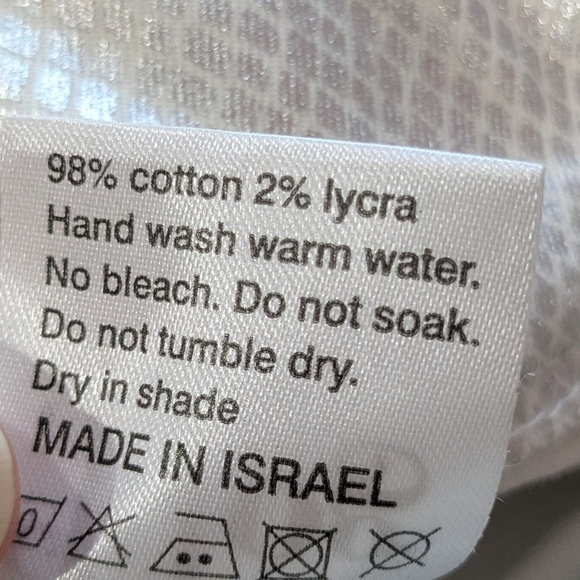 98% cotton 2% lycra
Hand wash warm water.
No bleach. Do not soak.
Do not tumble dry.
Dry in shade
MADE IN ISRAEL